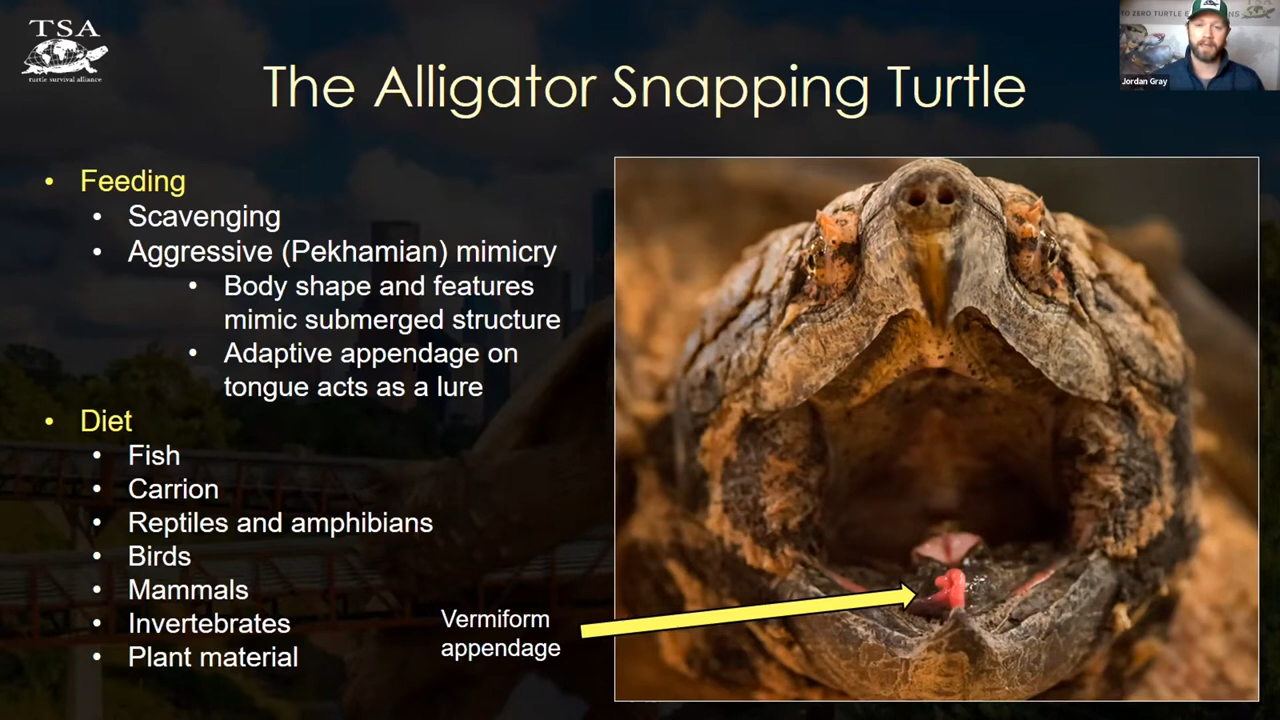 TSA
turtle survival alliance
The Alligator Snapping Turtle
Jordan Gray
• Feeding
• Scavenging
• Aggressive (Pekhamian) mimicry
• Body shape and features
mimic submerged structure
• Adaptive appendage on
tongue acts as a lure
• Diet
• Fish
• Carrion
• Reptiles and amphibians
• Birds
• Mammals
• Invertebrates
• Plant material
Vermiform
appendage